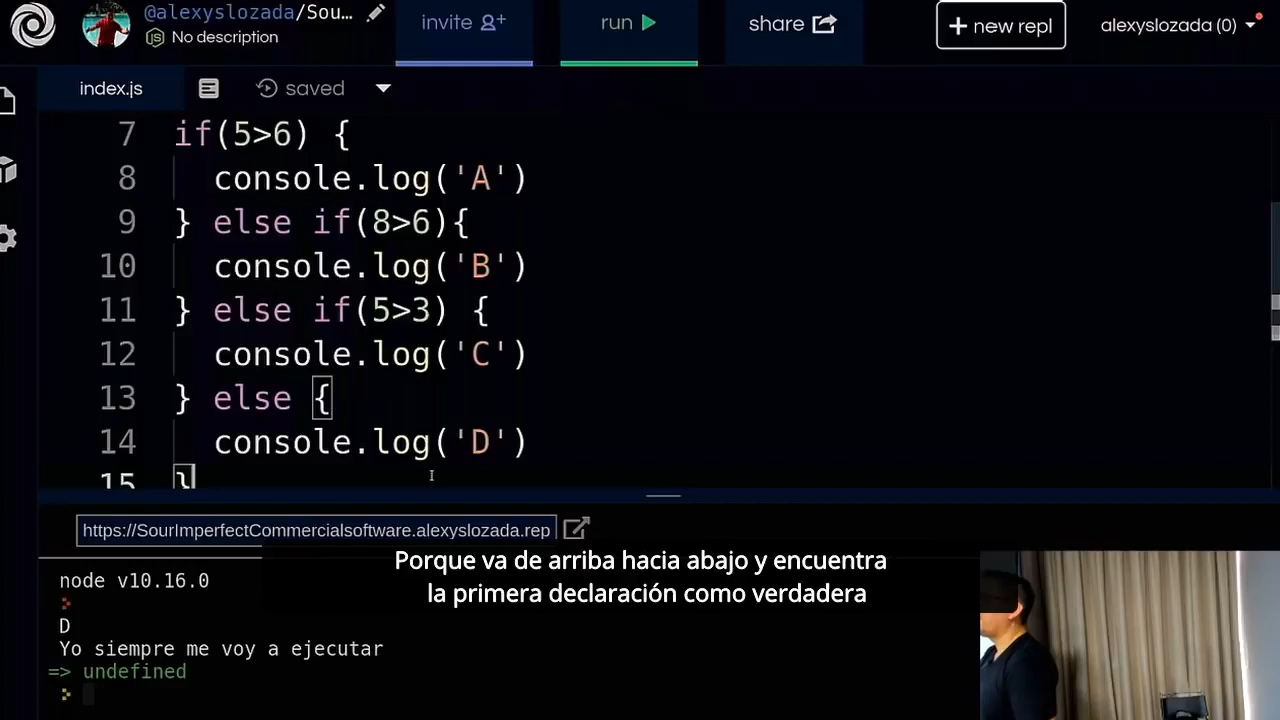 @alexyslozada/Sou...
No description
invite
run
share
+ new repl
alexyslozada (0)
index.js
saved
7 if(5>6) {
8 console.log('A')
9 } else if(8>6){
10 console.log('B')
11 } else if(5>3) {
12 console.log('C')
13 } else {
14 console.log('D')
15 }
https://SourImperfectCommercialsoftware.alexyslozada.rep
Porque va de arriba hacia abajo y encuentra
la primera declaración como verdadera
node v10.16.0
D
Yo siempre me voy a ejecutar
=> undefined